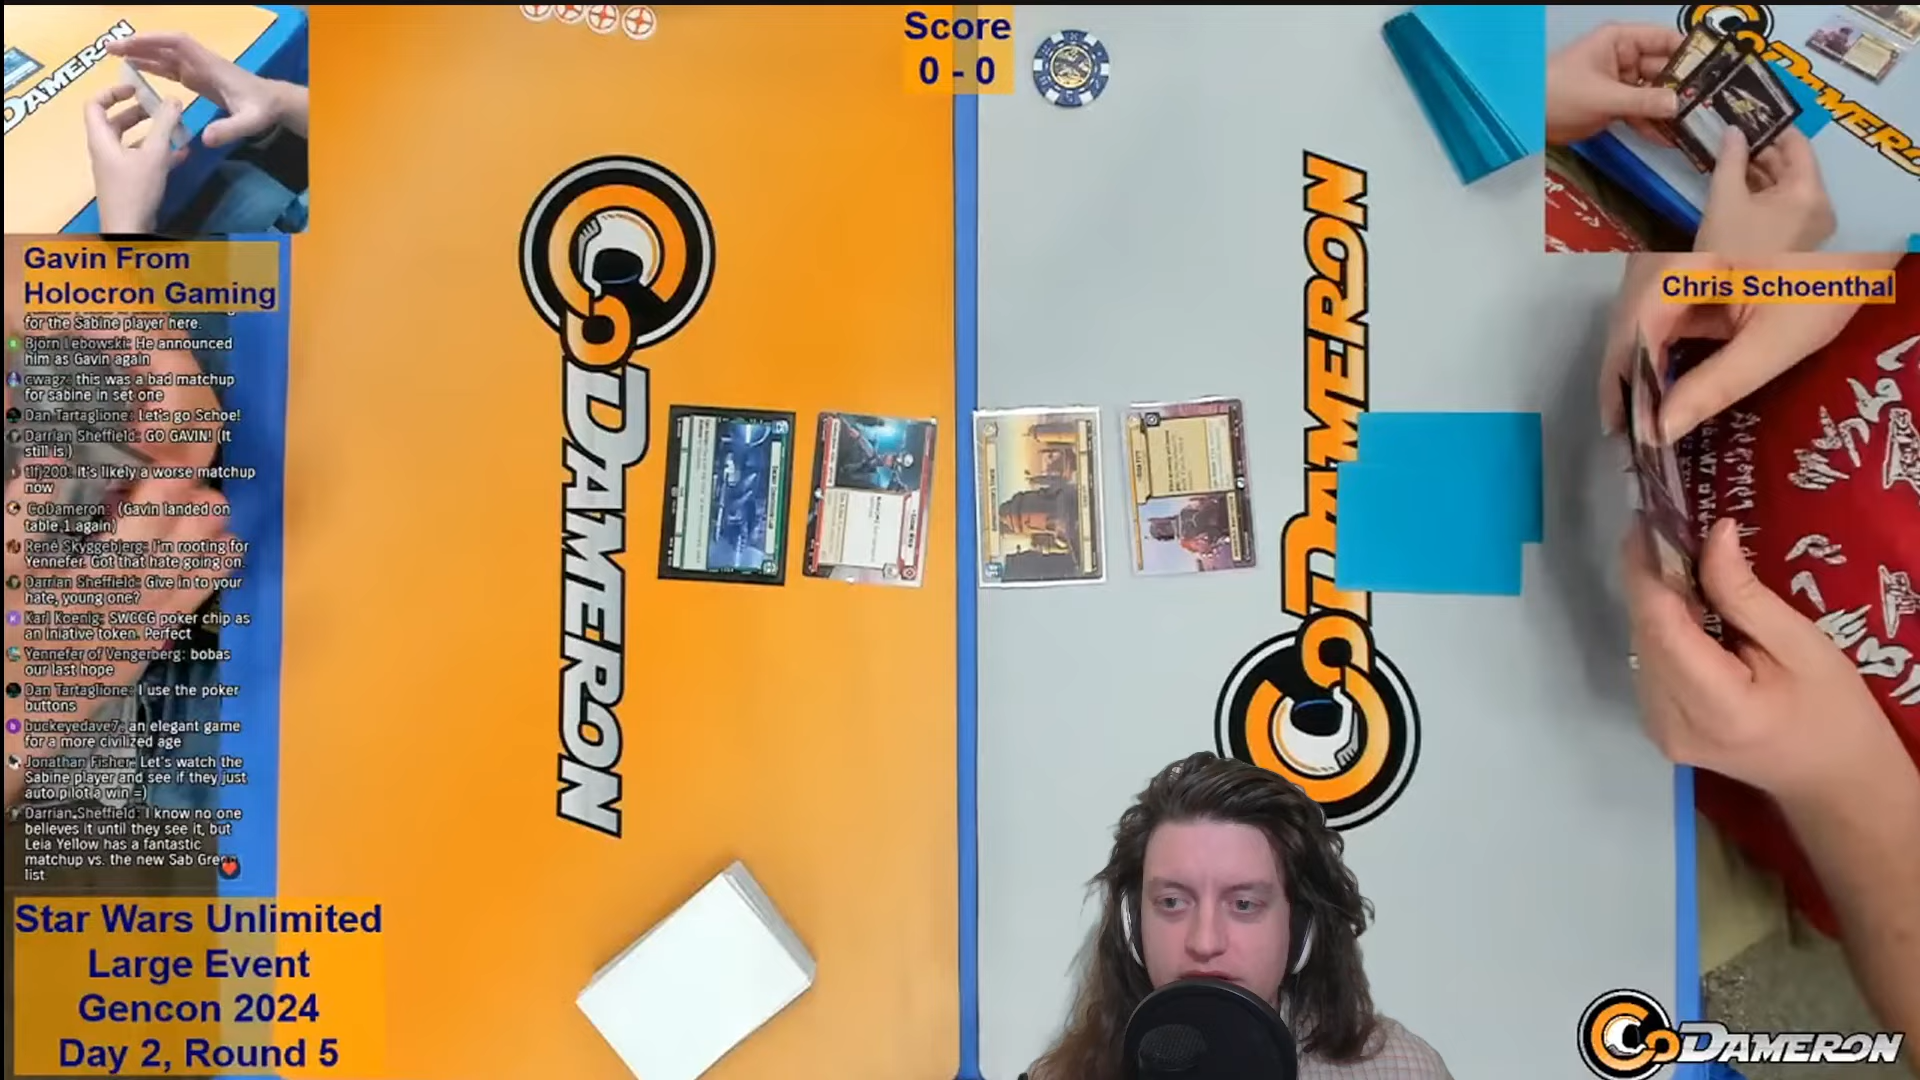 Score
0 - 0
Gavin From
Holocron Gaming
for the Sabine player here.
Björn Lebowski: He announced
him as Gavin again
cwagz: this was a bad matchup
for sabine in set one
Dan Tartaglione: Let's go Schoe!
Darrian Sheffield: GO GAVIN! (It
still is.)
tlfj200: It's likely a worse matchup
now
CoDameron: (Gavin landed on
table 1 again)
René Skyggebjerg: I'm rooting for
Yennefer. Got that hate going on.
Darrian Sheffield: Give in to your
hate, young one?
Karl Koenig: SWCCG poker chip as
an iniative token. Perfect
Yennefer of Vengerberg: bobas
our last hope
Dan Tartaglione: I use the poker
buttons
buckeyedave7: an elegant game
for a more civilized age
Jonathan Fisher: Let's watch the
Sabine player and see if they just
auto pilot a win =)
Darrian Sheffield: I know no one
believes it until they see it, but
Leia Yellow has a fantastic
matchup vs. the new Sab Gree
list
Star Wars Unlimited
Large Event
Gencon 2024
Day 2, Round 5
Chris Schoenthal
DAMERON
CODAMERON
CODAMERON
DAMERON
CODAMERON